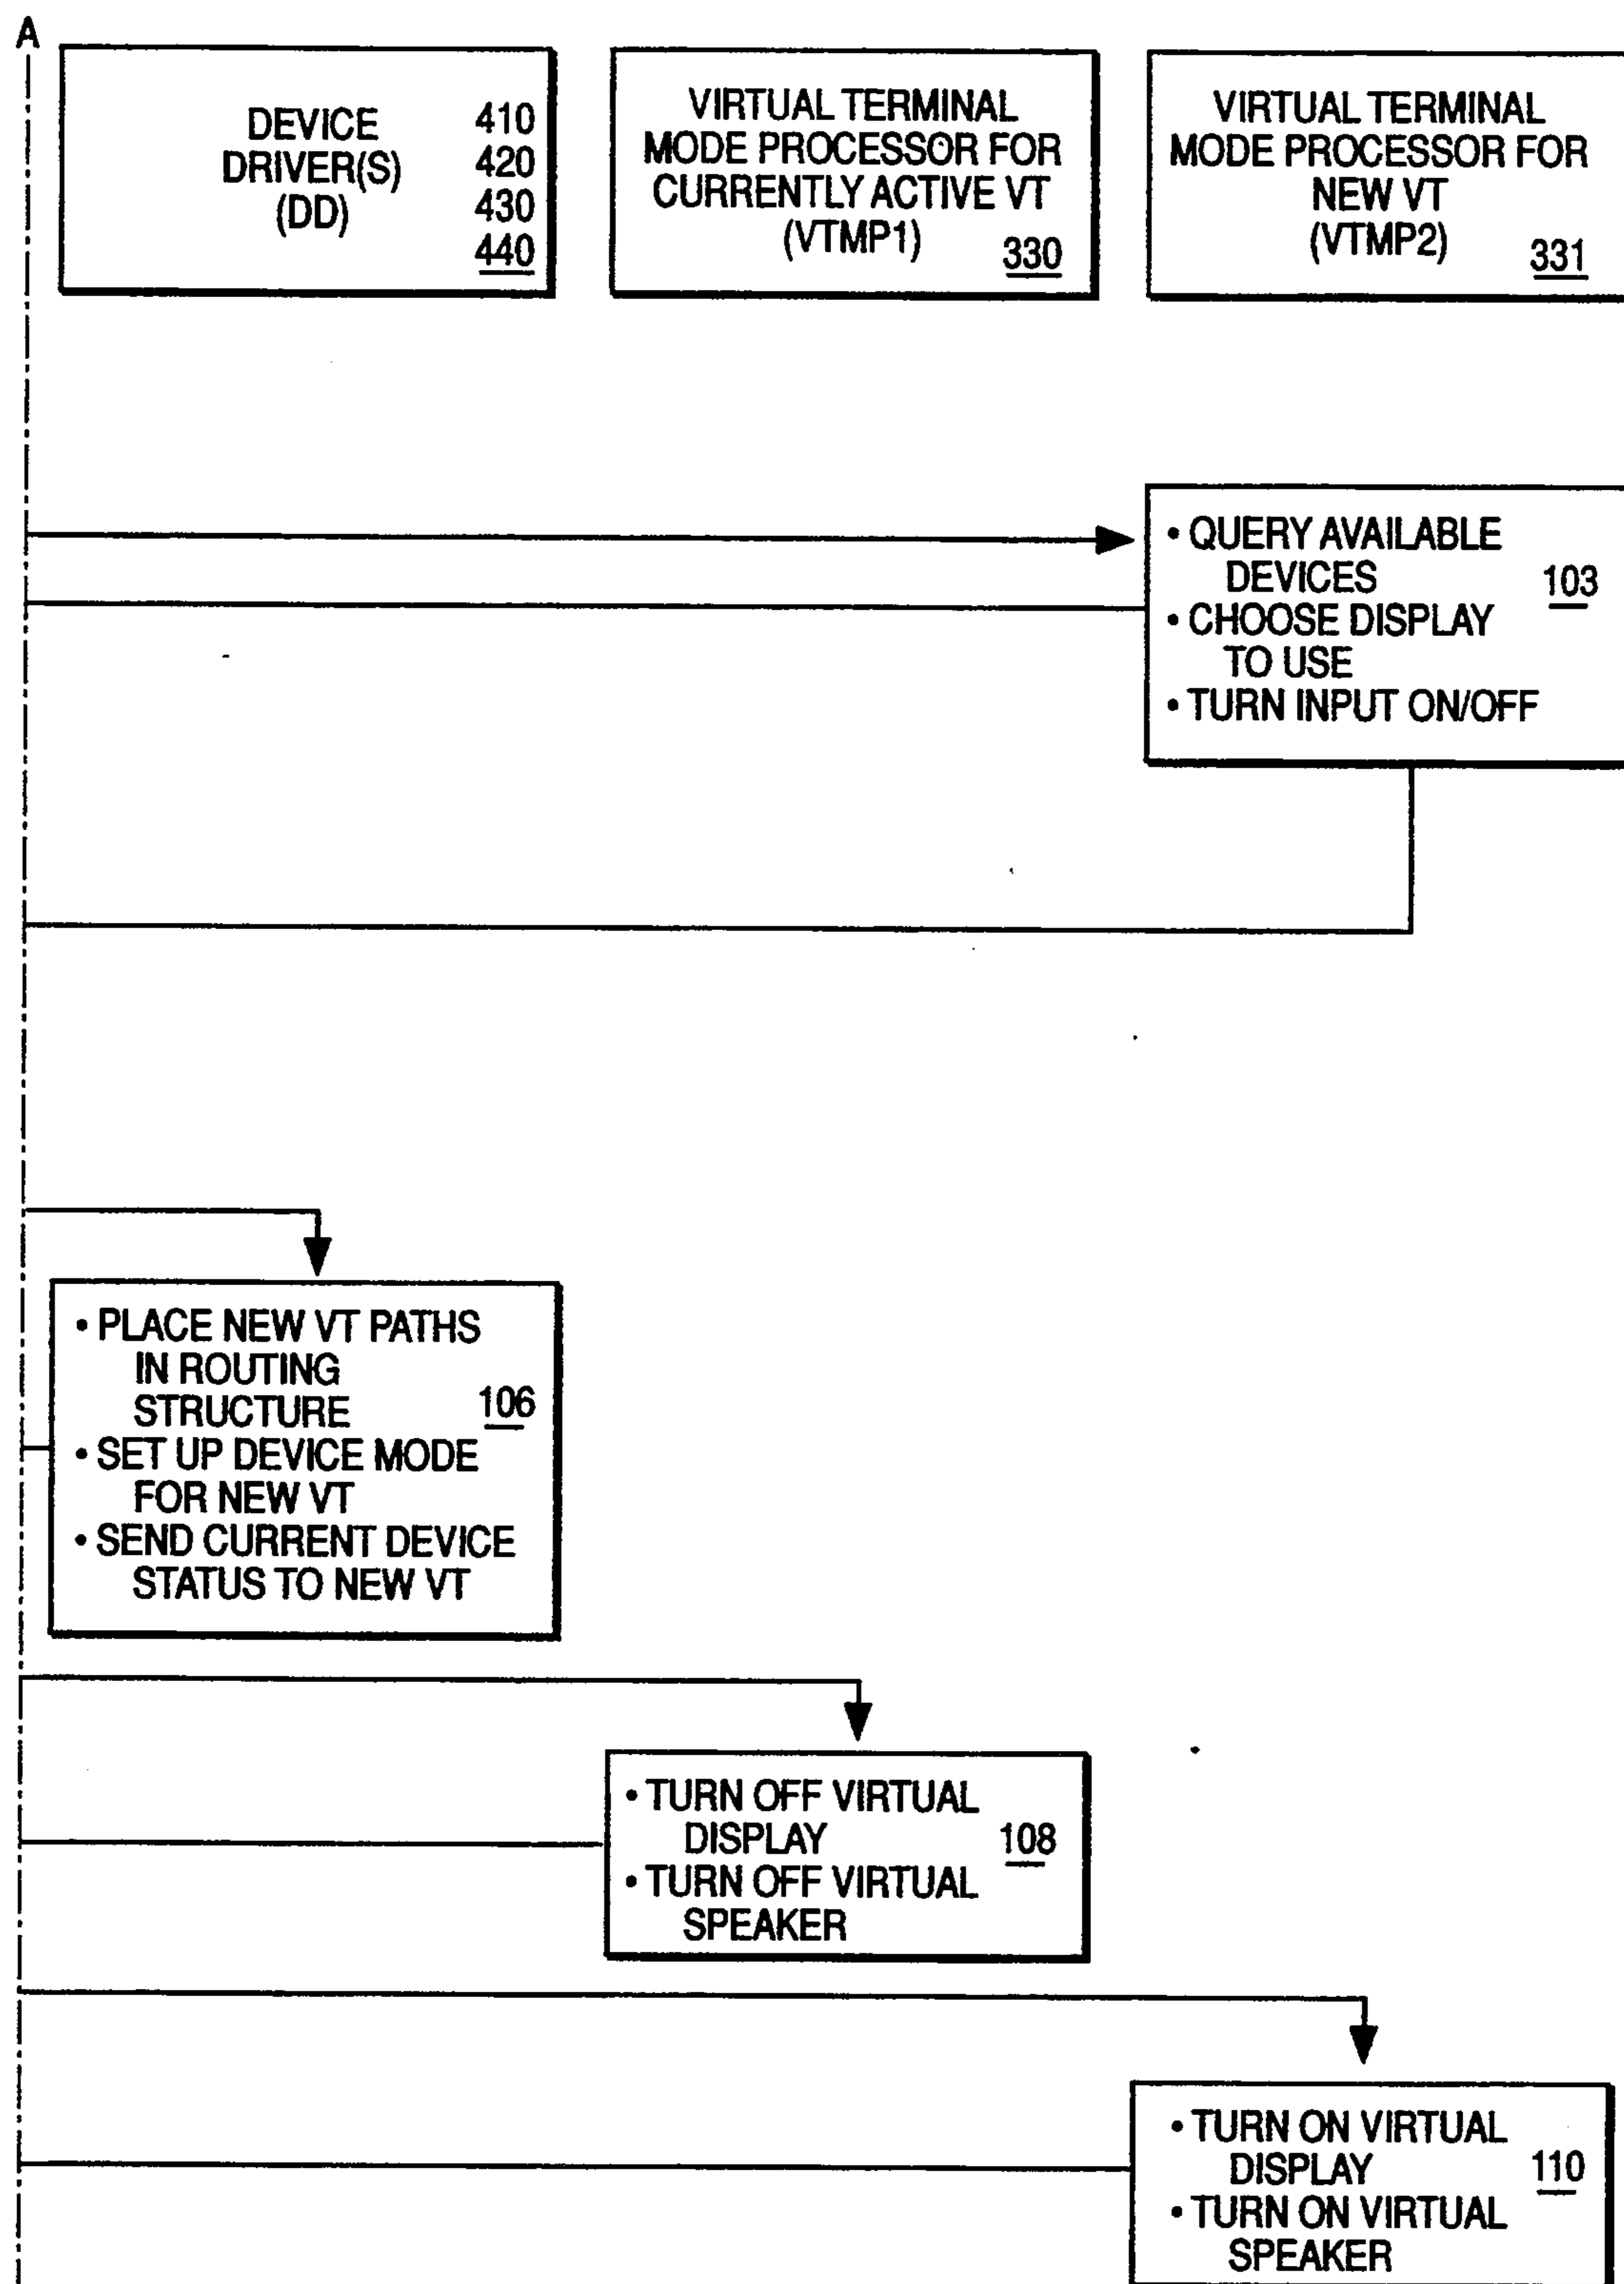 A
DEVICE
DRIVER(S)
(DD)
410
420
430
440
VIRTUAL TERMINAL
MODE PROCESSOR FOR
CURRENTLY ACTIVE VT
(VTMP1)
330
VIRTUAL TERMINAL
MODE PROCESSOR FOR
NEW VT
(VTMP2)
331
• QUERY AVAILABLE
DEVICES
• CHOOSE DISPLAY
TO USE
• TURN INPUT ON/OFF
103
• PLACE NEW VT PATHS
IN ROUTING
STRUCTURE
• SET UP DEVICE MODE
FOR NEW VT
• SEND CURRENT DEVICE
STATUS TO NEW VT
106
• TURN OFF VIRTUAL
DISPLAY
• TURN OFF VIRTUAL
SPEAKER
108
• TURN ON VIRTUAL
DISPLAY
• TURN ON VIRTUAL
SPEAKER
110